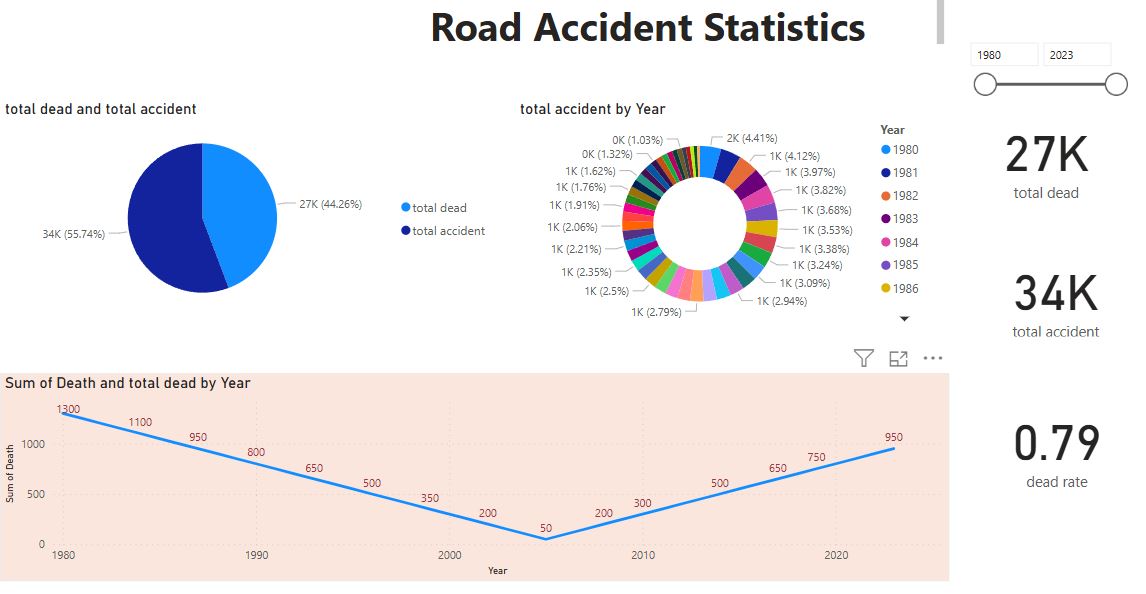 Road Accident Statistics
1980
2023
total dead and total accident
27K (44.26%)
34K (55.74%)
total dead
total accident
total accident by Year
0K (1.03%)
0K (1.32%)
1K (1.62%)
1K (1.76%)
1K (1.91%)
1K (2.06%)
1K (2.21%)
1K (2.35%)
1K (2.5%)
1K (2.79%)
2K (4.41%)
1K (4.12%)
1K (3.97%)
1K (3.82%)
1K (3.68%)
1K (3.53%)
1K (3.38%)
1K (3.24%)
1K (3.09%)
1K (2.94%)
Year
1980
1981
1982
1983
1984
1985
1986
27K
total dead
34K
total accident
0.79
dead rate
Sum of Death and total dead by Year
Sum of Death
1000
500
0
1300
1100
950
800
650
500
350
200
50
200
300
500
650
750
950
1980
1990
2000
2010
2020
Year